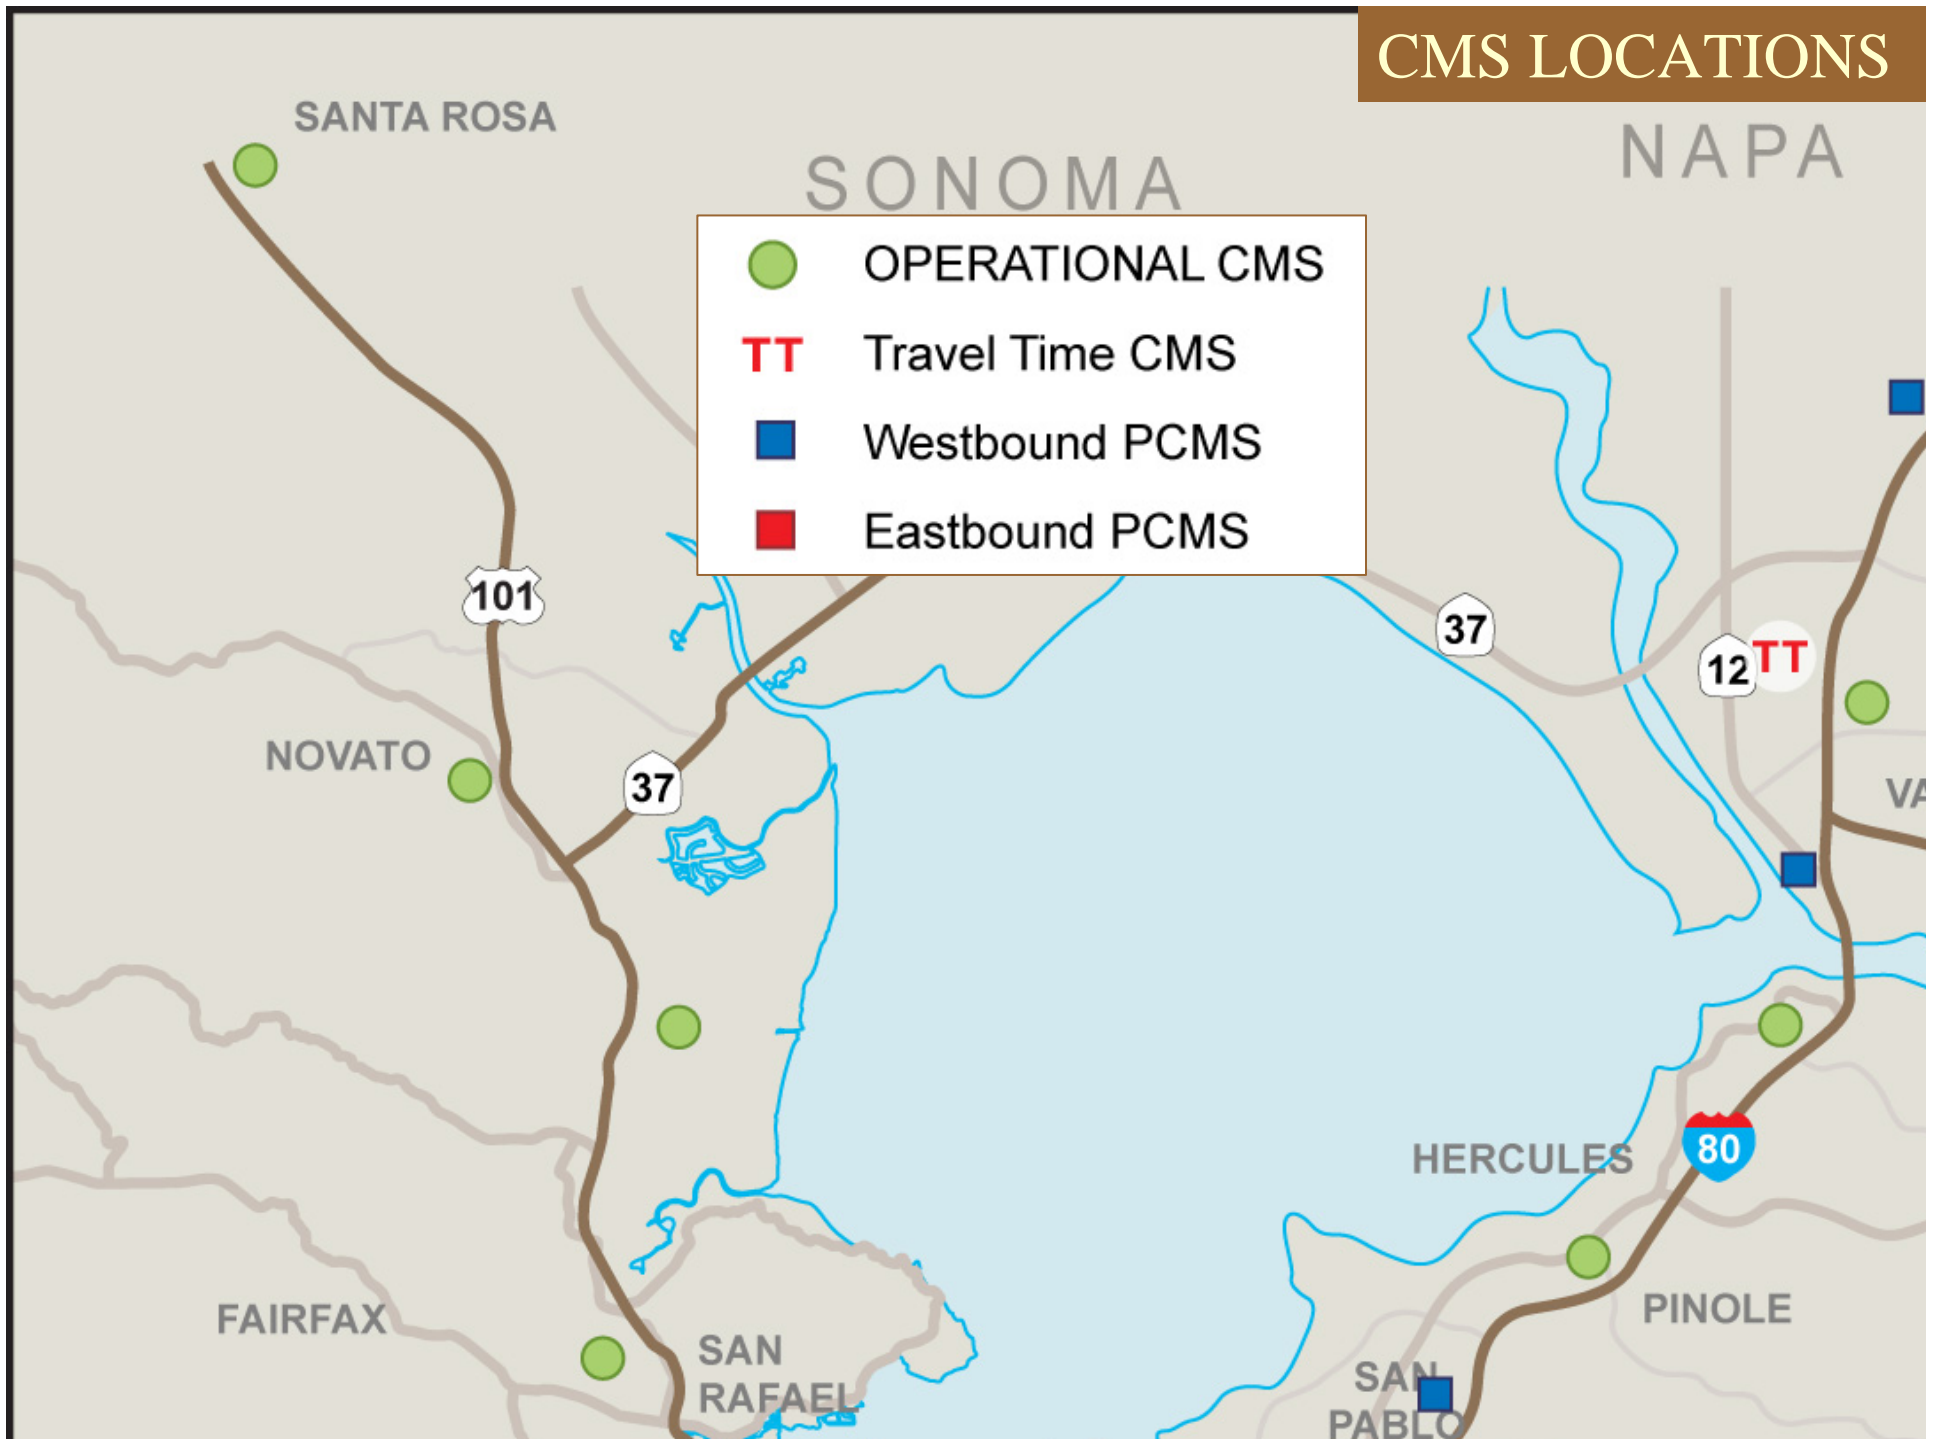 CMS LOCATIONS
SANTA ROSA
SONOMA
NAPA
OPERATIONAL CMS
TT Travel Time CMS
Westbound PCMS
Eastbound PCMS
101
37
12 TT
NOVATO
37
VA
80
HERCULES
FAIRFAX
PINOLE
SAN
RAFAEL
SAN
PABLO